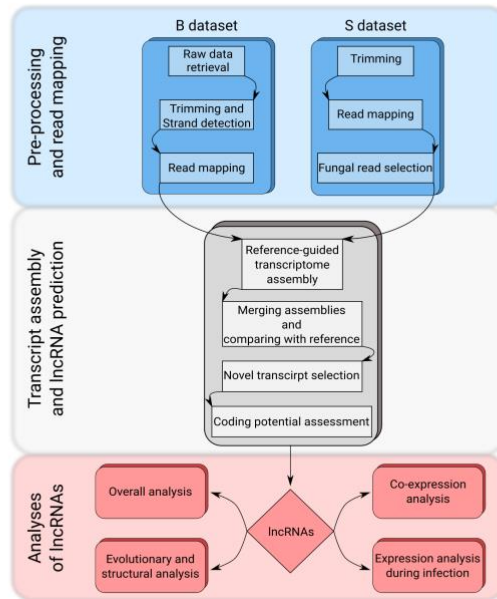 B dataset
S dataset
Pre-processing
and read mapping
Raw data
retrieval
Trimming and
Strand detection
Read mapping
Trimming
Read mapping
Fungal read selection
Transcript assembly
and lncRNA prediction
Reference-guided
transcriptome
assembly
Merging assemblies
and
comparing with reference
Novel transcirpt selection
Coding potential assessment
Analyses
of lncRNAs
Overall analysis
Evolutionary and
structural analysis
lncRNAs
Co-expression
analysis
Expression analysis
during infection